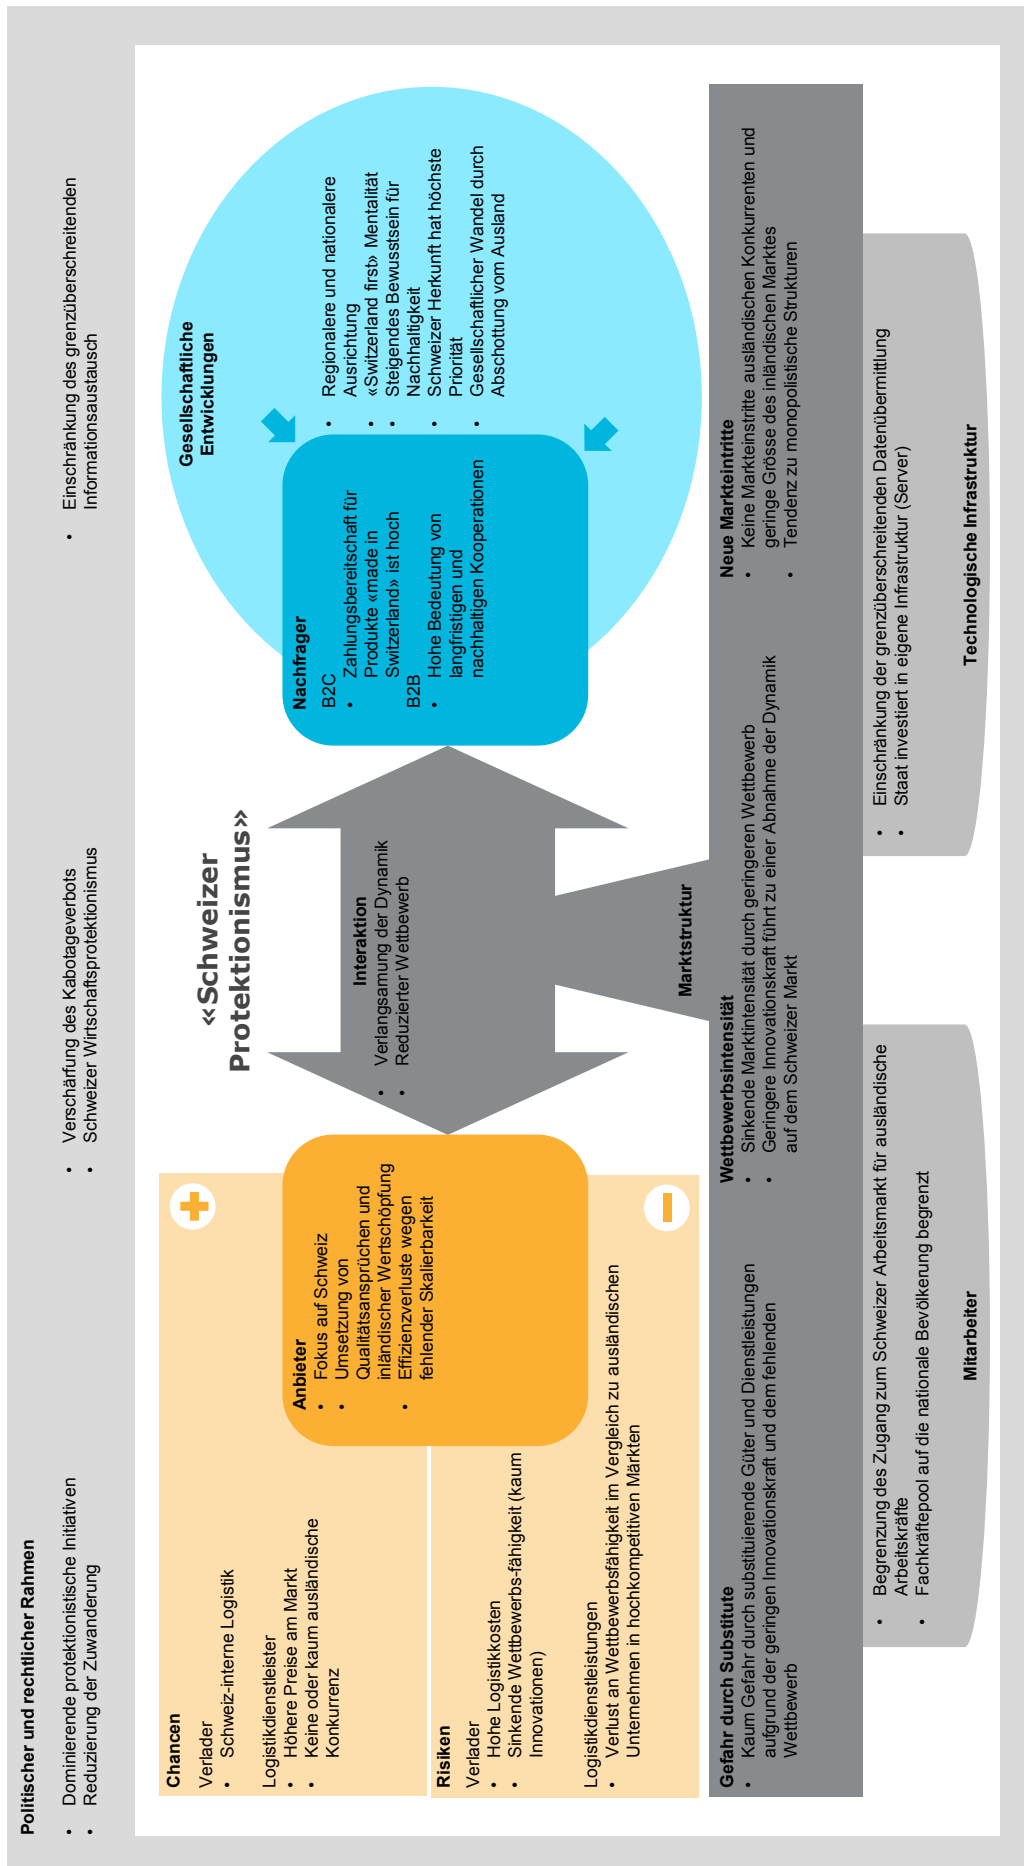 Politischer und rechtlicher Rahmen
• Dominierende protektionistische Initiativen
• Reduzierung der Zuwanderung
• Verschärfung des Kabotageverbots
• Schweizer Wirtschaftsprotektionismus
• Einschränkung des grenzüberschreitenden
Informationsaustausch
«Schweizer
Protektionismus»
Chancen
Verlader
• Schweiz-interne Logistik
Logistikdienstleister
• Höhere Preise am Markt
• Keine oder kaum ausländische
Konkurrenz
Risiken
Verlader
• Hohe Logistikkosten
• Sinkende Wettbewerbs-fähigkeit (kaum
Innovationen)
Logistikdienstleistungen
• Verlust an Wettbewerbsfähigkeit im Vergleich zu ausländischen
Unternehmen in hochkompetitiven Märkten
Anbieter
• Fokus auf Schweiz
• Umsetzung von
Qualitätsansprüchen und
inländischer Wertschöpfung
• Effizienzverluste wegen
fehlender Skalierbarkeit
Interaktion
• Verlangsamung der Dynamik
• Reduzierter Wettbewerb
Nachfrager
B2C
• Zahlungsbereitschaft für
Produkte «made in
Switzerland» ist hoch
B2B
• Hohe Bedeutung von
langfristigen und
nachhaltigen Kooperationen
Gesellschaftliche
Entwicklungen
• Regionalere und nationalere
Ausrichtung
• «Switzerland first» Mentalität
• Steigendes Bewusstsein für
Nachhaltigkeit
• Schweizer Herkunft hat höchste
Priorität
• Gesellschaftlicher Wandel durch
Abschottung vom Ausland
Marktstruktur
Gefahr durch Substitute
• Kaum Gefahr durch substituierende Güter und Dienstleistungen
aufgrund der geringen Innovationskraft und dem fehlenden
Wettbewerb
Wettbewerbsintensität
• Sinkende Marktintensität durch geringeren Wettbewerb
• Geringere Innovationskraft führt zu einer Abnahme der Dynamik
auf dem Schweizer Markt
Neue Markteintritte
• Keine Markteintritte ausländischen Konkurrenten und
geringe Grösse des inländischen Marktes
• Tendenz zu monopolistische Strukturen
• Begrenzung des Zugang zum Schweizer Arbeitsmarkt für ausländische
Arbeitskräfte
• Fachkräftepool auf die nationale Bevölkerung begrenzt
Mitarbeiter
• Einschränkung der grenzüberschreitenden Datenübermittlung
• Staat investiert in eigene Infrastruktur (Server)
Technologische Infrastruktur